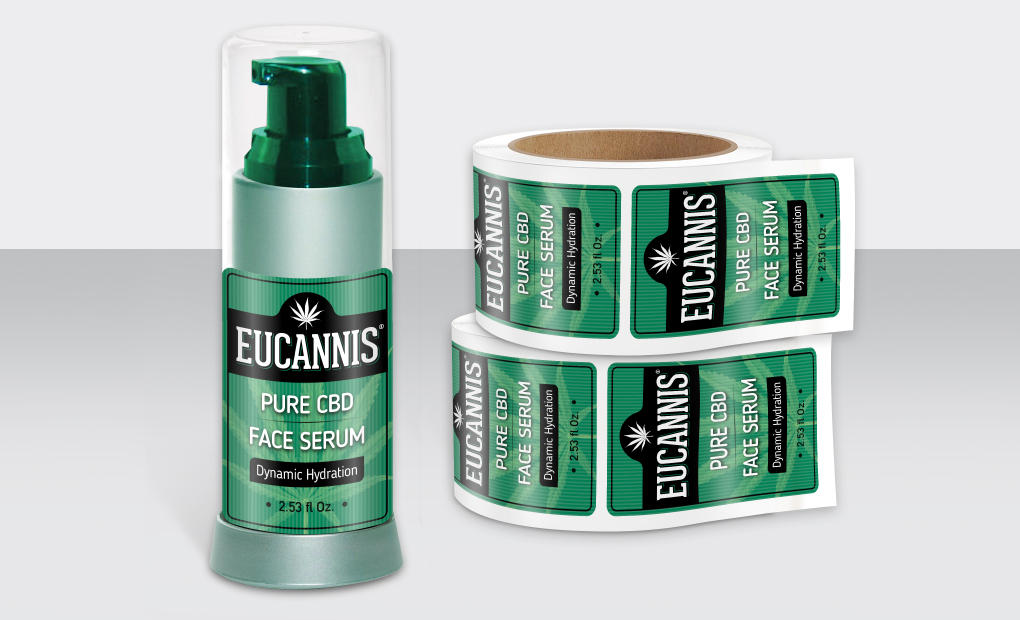 EUCANNIS®
PURE CBD
FACE SERUM
Dynamic Hydration
• 2.53 fl Oz. •
EUCANNIS
PURE CBD
FACE SERUM
Dynamic Hydration
• 2.53 fl Oz. •
EUCANNIS®
PURE CBD
FACE SERUM
Dynamic Hydration
• 2.53 fl Oz. •
EUCANNIS
PURE CBD
FACE SERUM
Dynamic Hydration
• 2.53 fl Oz. •
EUCANNIS®
PURE CBD
FACE SERUM
Dynamic Hydration
• 2.53 fl Oz. •